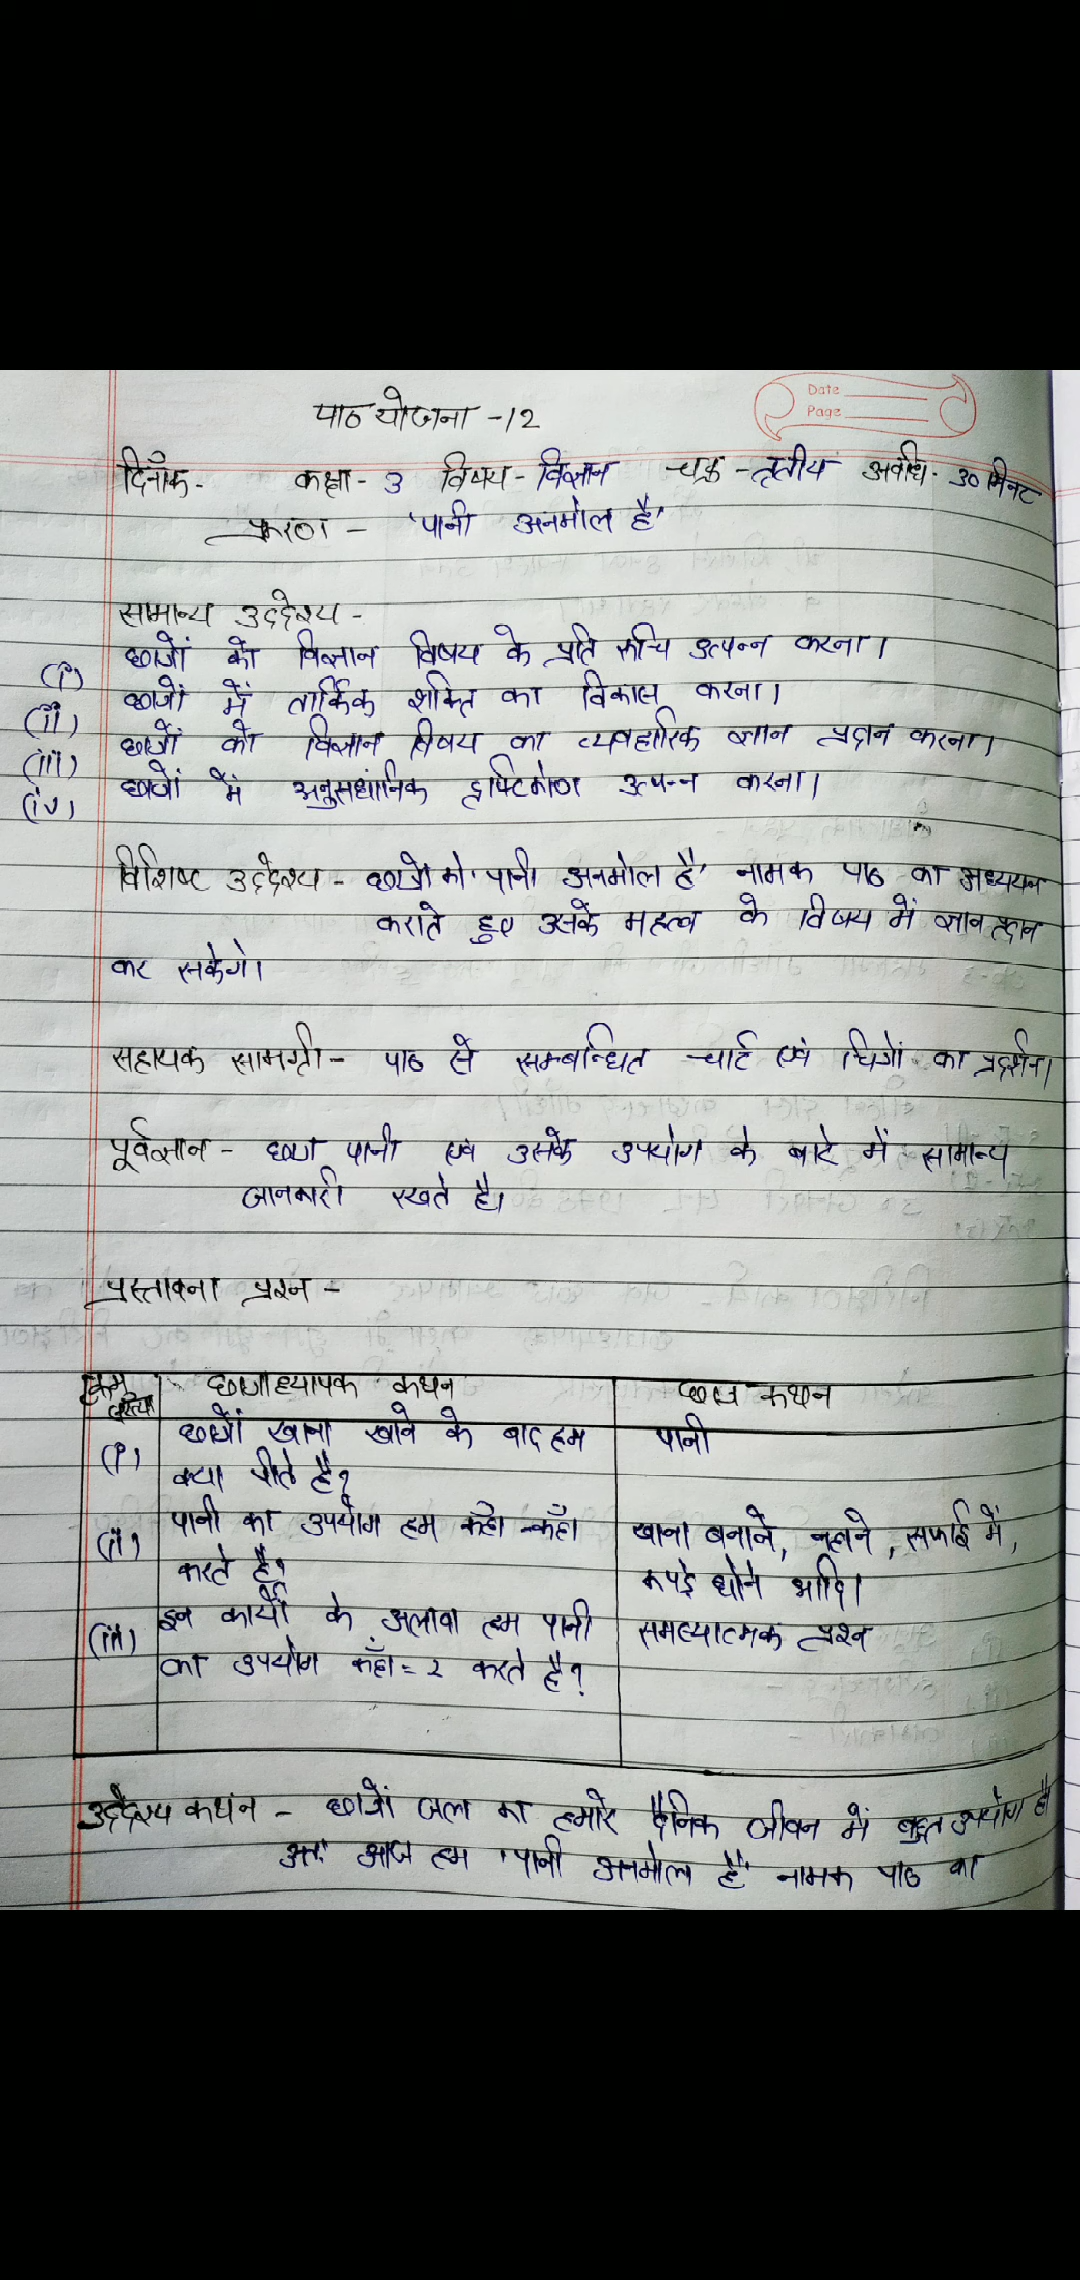 Date
Page
पाठ योजना -12
दिनाँक- कक्षा- 3 विषय- विज्ञान चक्र -तृतीय अवधि- 30 मिनट
प्रकरण - 'पानी अनमोल है'
सामान्य उद्देश्य -
(i) छात्रों को विज्ञान विषय के प्रति रुचि उत्पन्न करना।
(ii) छात्रों में तार्किक शक्ति का विकास करना।
(iii) छात्रों को विज्ञान विषय का व्यवहारिक ज्ञान प्रदान करना।
(iv) छात्रों में अनुसधांनिक दृष्टिकोण उत्पन्न करना।
विशिष्ट उद्देश्य - छात्रों को 'पानी अनमोल है' नामक पाठ का अध्ययन
कराते हुए उसके महत्व के विषय में ज्ञान प्रदान
कर सकेगे।
सहायक सामग्री - पाठ से सम्बन्धित चार्ट एवं चित्रों का प्रदर्शन।
पूर्वज्ञान - छात्र पानी एवं उसके उपयोग के बारे में सामान्य
जानकारी रखते है।
प्रस्तावना प्रश्न -
क्रम संख्या छात्राध्यापक कथन छात्र कथन
(i) छात्रों खाना खाने के बाद हम पानी
क्या पीते है?
(ii) पानी का उपयोग हम कहाँ -कहाँ खाना बनाने, नहाने, सफाई में,
करते है? कपड़े धोने आदि।
(iii) इन कार्यों के अलावा हम पानी समस्यात्मक प्रश्न
का उपयोग कहाँ = 2 करते है?
उद्देश्य कथन - छात्रों जल का हमारे दैनिक जीवन में बहुत उपयोग है
अतः आज हम 'पानी अनमोल है' नामक पाठ का